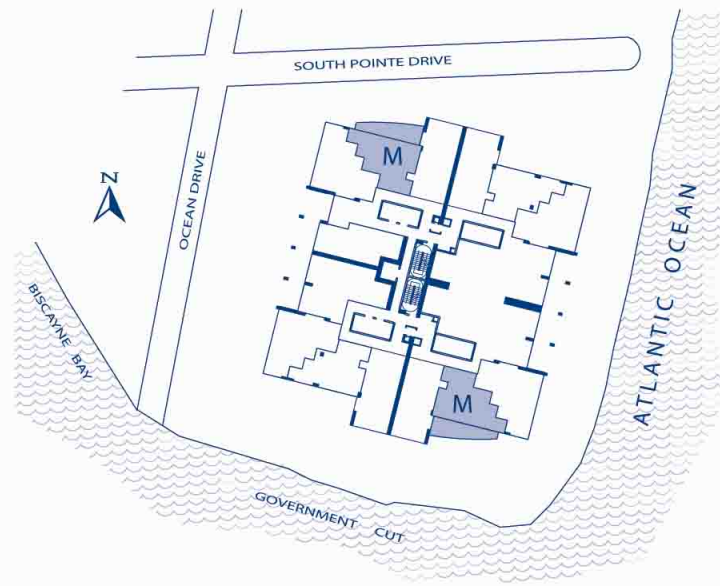 SOUTH POINTE DRIVE
M
N
OCEAN DRIVE
ATLANTIC OCEAN
BISCAYNE BAY
M
GOVERNMENT CUT